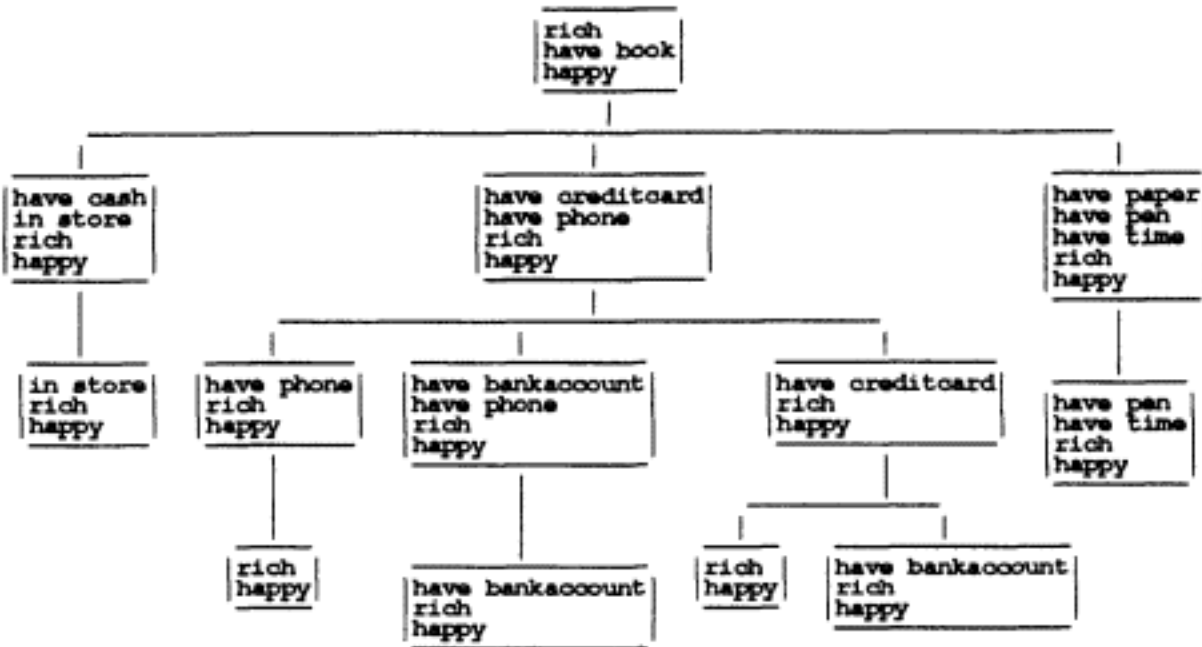 rich
have book
happy
have cash
in store
rich
happy
have creditcard
have phone
rich
happy
have paper
have pen
have time
rich
happy
in store
rich
happy
have phone
rich
happy
have bankaccount
have phone
rich
happy
have creditcard
rich
happy
have pen
have time
rich
happy
rich
happy
have bankaccount
rich
happy
rich
happy
have bankaccount
rich
happy